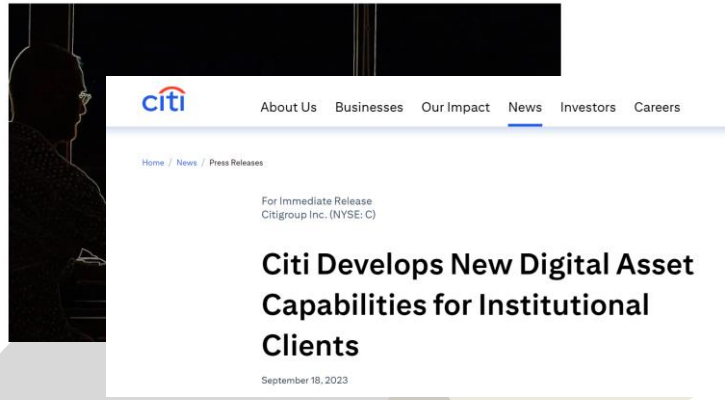 citi
About Us Businesses Our Impact News Investors Careers
Home / News / Press Releases
For Immediate Release
Citigroup Inc. (NYSE: C)
Citi Develops New Digital Asset
Capabilities for Institutional
Clients
September 18, 2023